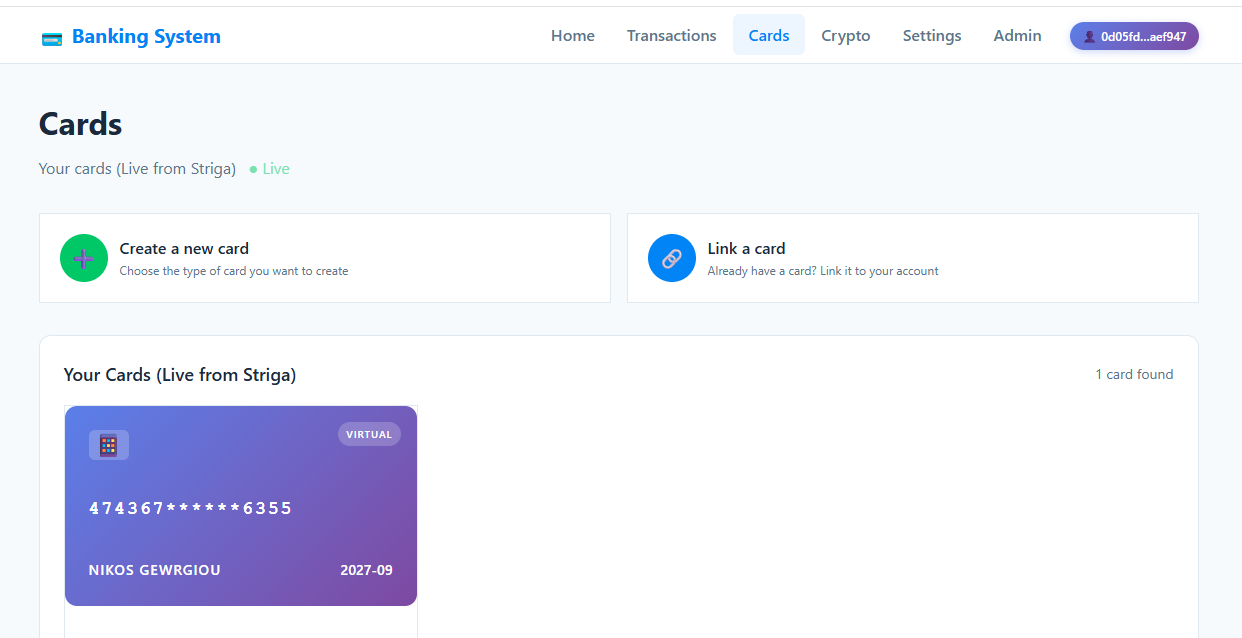 Banking System
Home Transactions Cards Crypto Settings Admin 0d05fd...aef947
Cards
Your cards (Live from Striga) Live
Create a new card
Choose the type of card you want to create
Link a card
Already have a card? Link it to your account
Your Cards (Live from Striga)
1 card found
VIRTUAL
474367******6355
NIKOS GEWRGIOU
2027-09